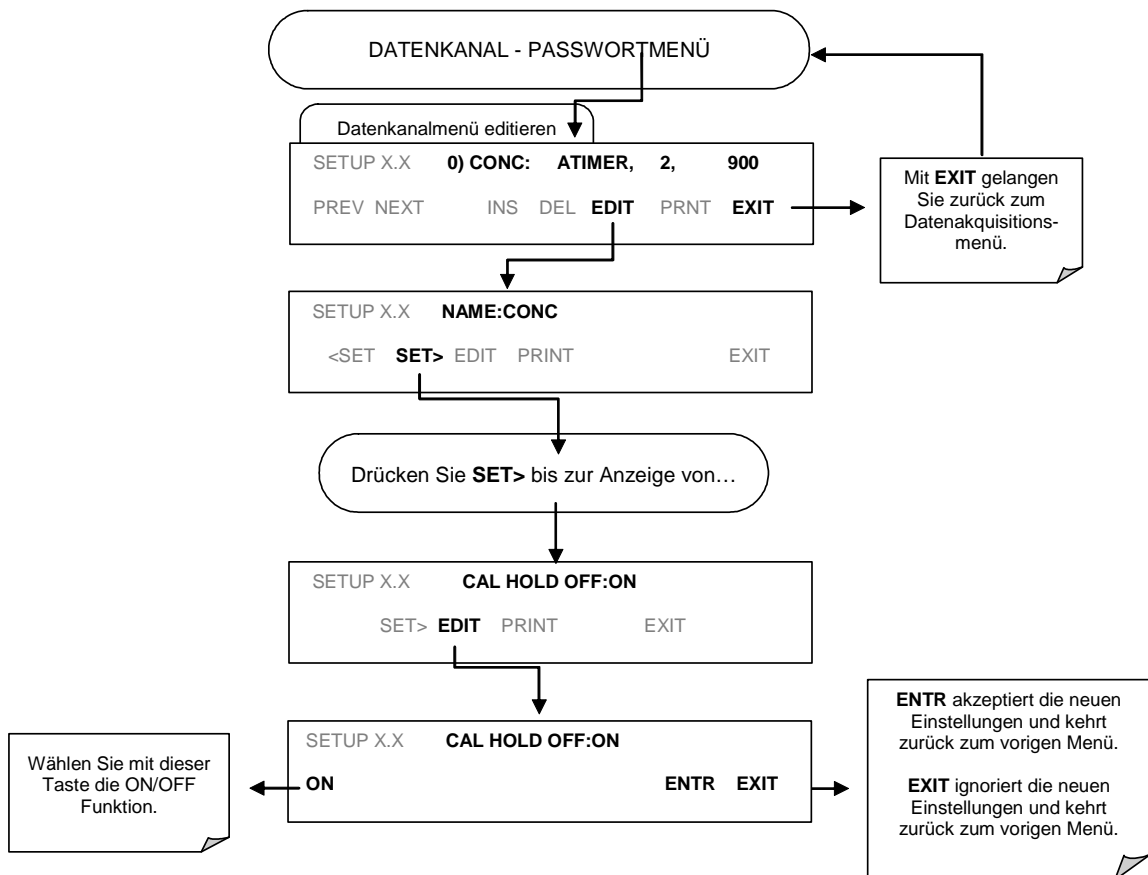 DATENKANAL - PASSWORTMENÜ
Datenkanalmenü editieren
SETUP X.X 0) CONC: ATIMER, 2, 900
PREV NEXT INS DEL EDIT PRNT EXIT
Mit EXIT gelangen
Sie zurück zum
Datenakquisitions-
menü.
SETUP X.X NAME:CONC
<SET SET> EDIT PRINT EXIT
Drücken Sie SET> bis zur Anzeige von…
SETUP X.X CAL HOLD OFF:ON
SET> EDIT PRINT EXIT
SETUP X.X CAL HOLD OFF:ON
ON ENTR EXIT
Wählen Sie mit dieser
Taste die ON/OFF
Funktion.
ENTR akzeptiert die neuen
Einstellungen und kehrt
zurück zum vorigen Menü.
EXIT ignoriert die neuen
Einstellungen und kehrt
zurück zum vorigen Menü.